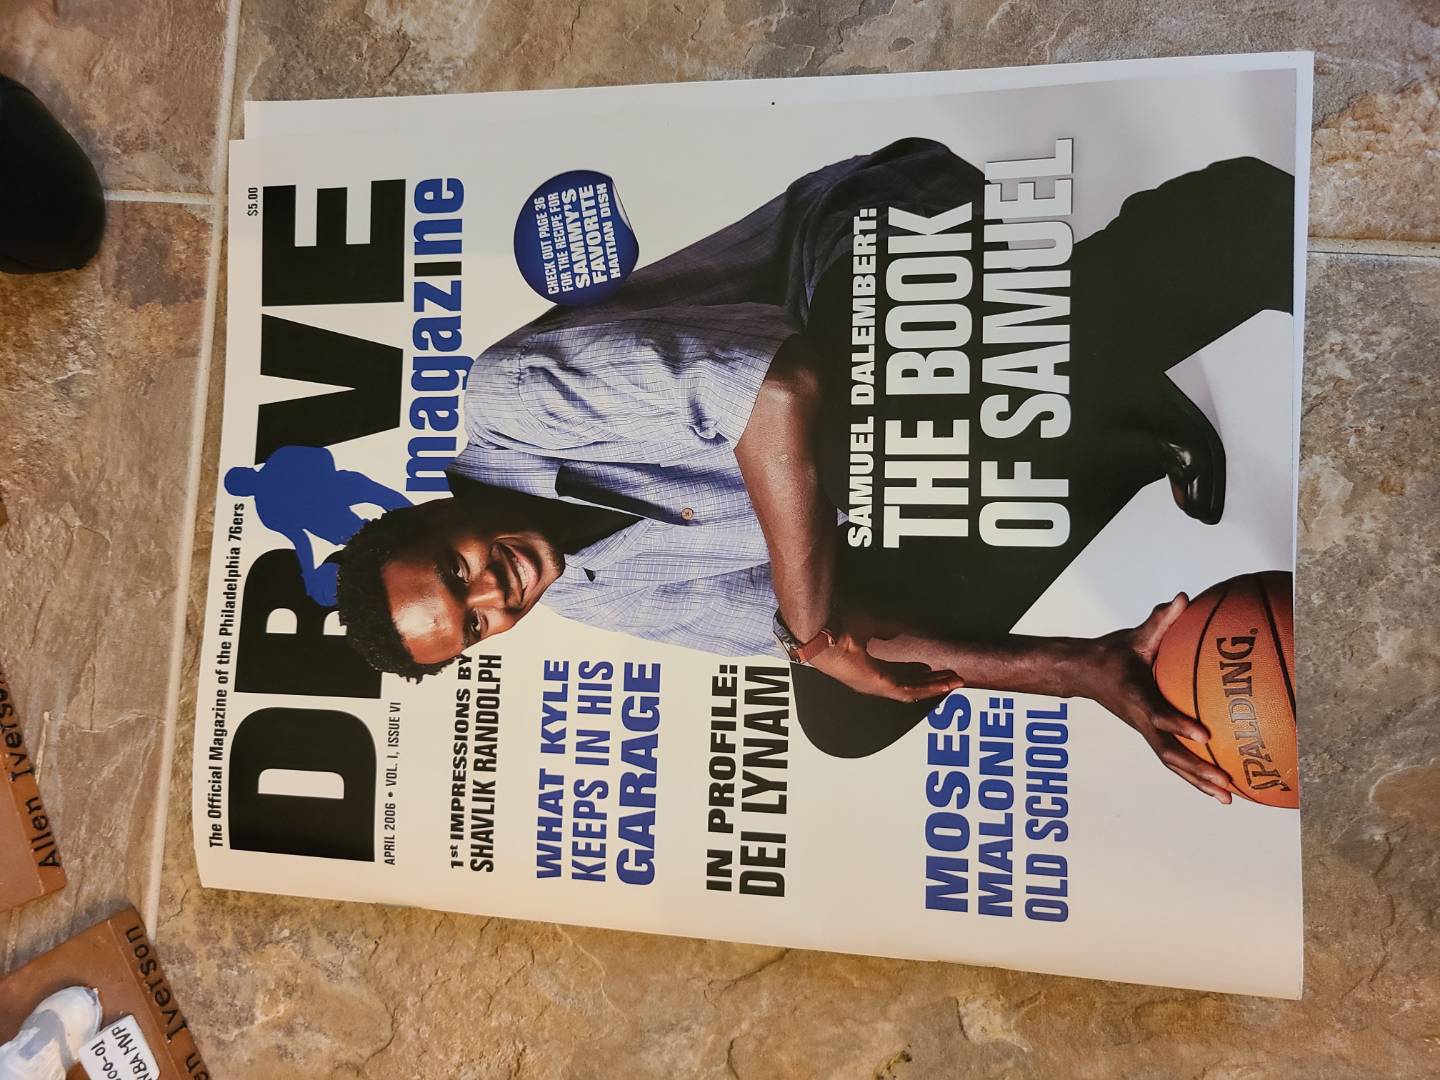 The Official Magazine of the Philadelphia 76ers
$5.00
DRIVE
magazine
APRIL 2006 • VOL. I, ISSUE VI
1st IMPRESSIONS BY
SHAVLIK RANDOLPH
WHAT KYLE
KEEPS IN HIS
GARAGE
IN PROFILE:
DEI LYNAM
MOSES
MALONE:
OLD SCHOOL
CHECK OUT PAGE 36
FOR THE RECIPE FOR
SAMMY'S
FAVORITE
HAITIAN DISH
SAMUEL DALEMBERT:
THE BOOK
OF SAMUEL
SPALDING
Allen Iverson
Iverson
NBA MVP